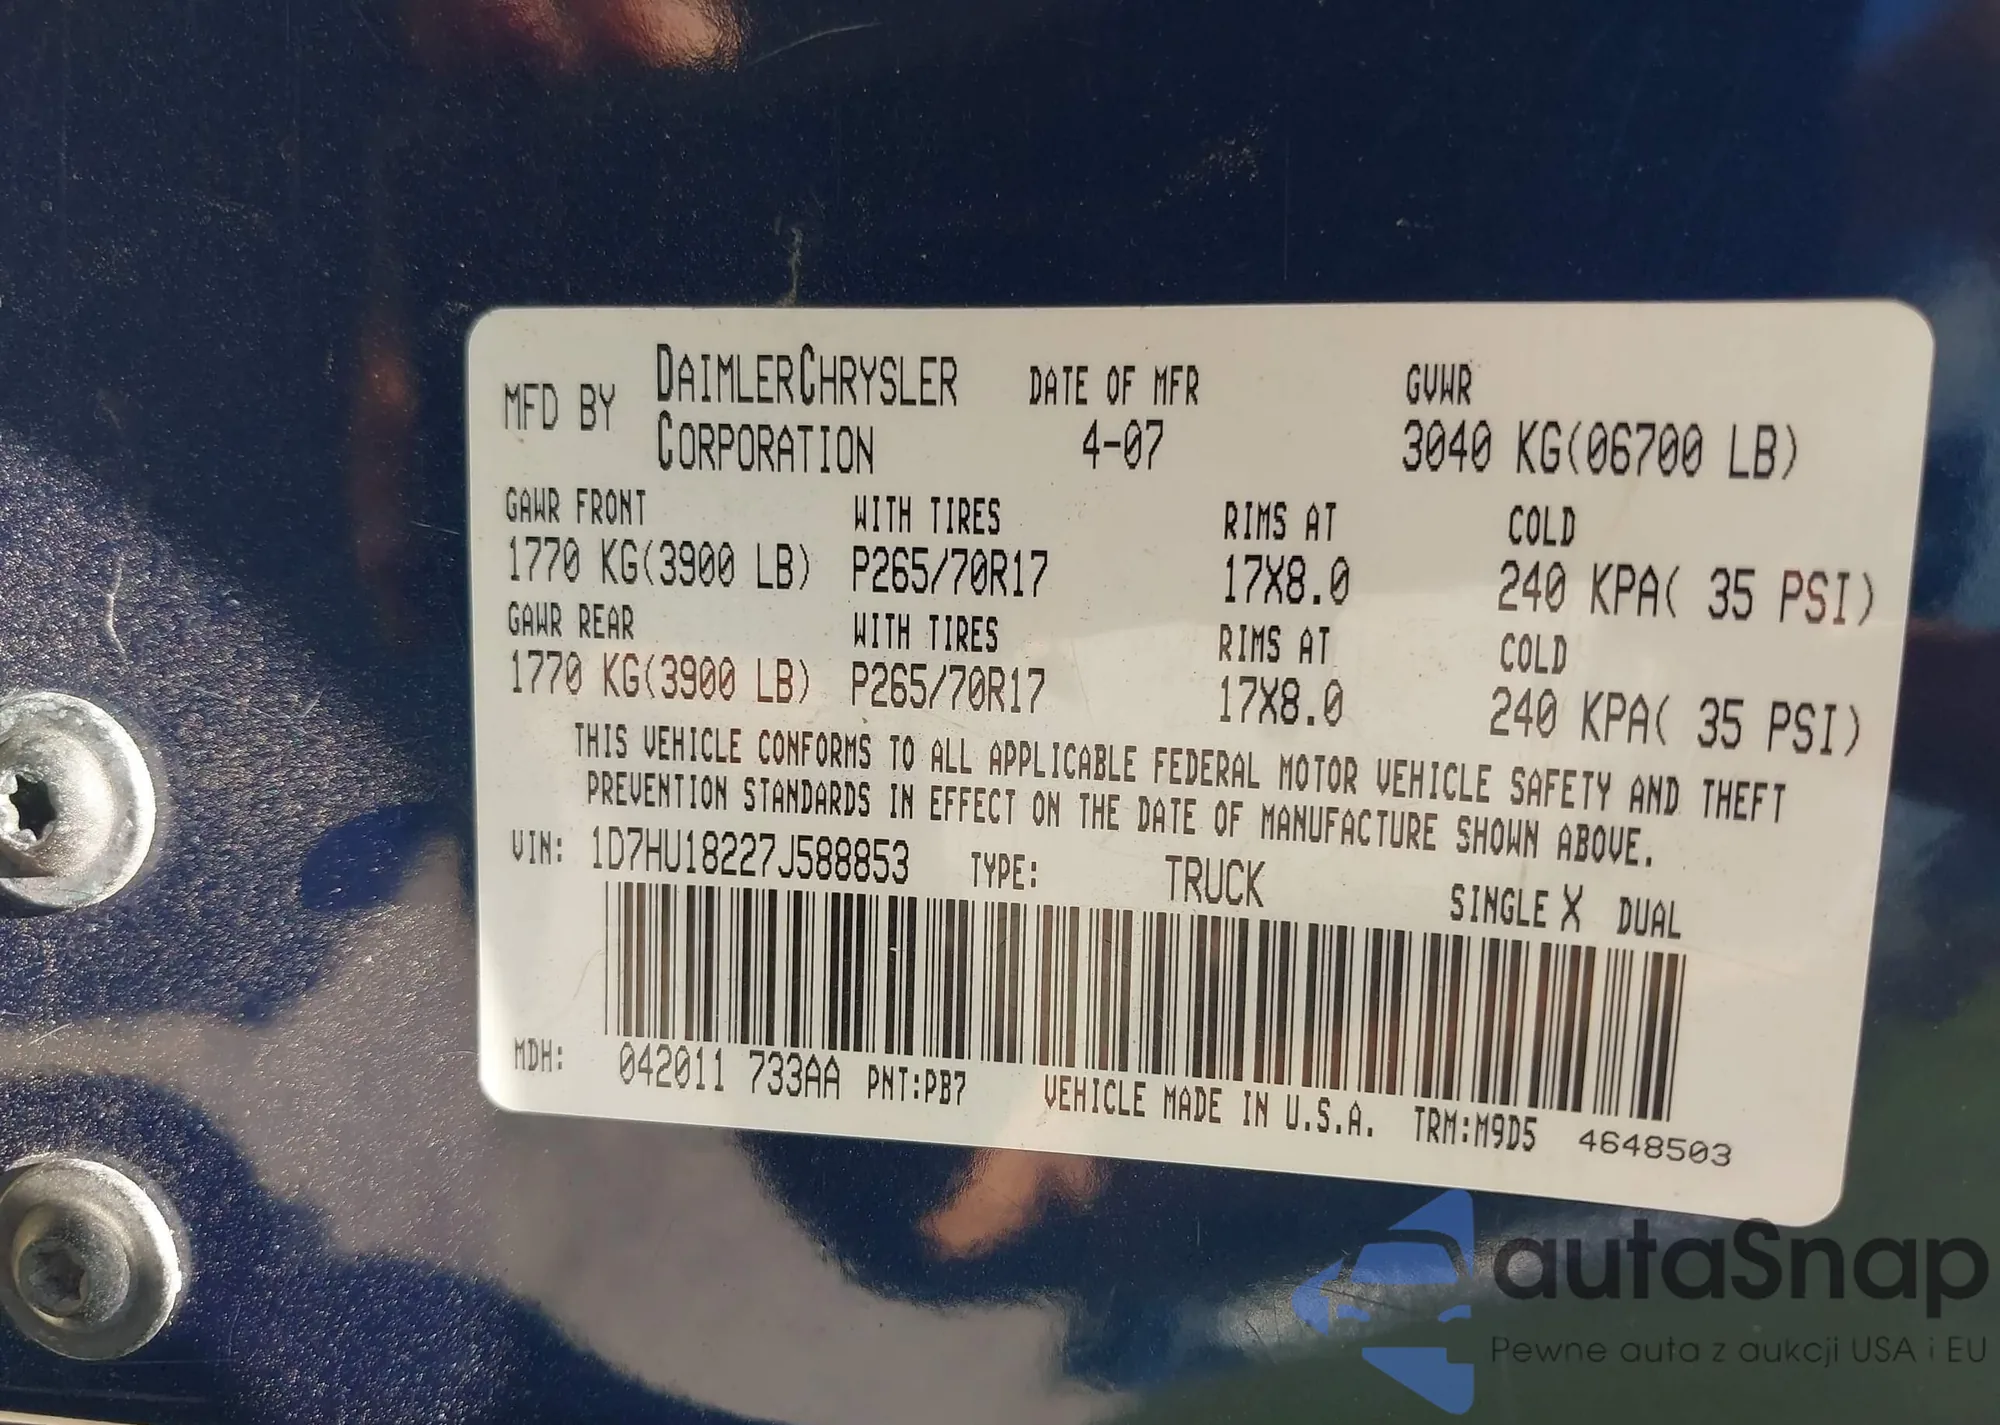 MFD BY DAIMLERCHRYSLER CORPORATION DATE OF MFR 4-07 GVWR 3040 KG(06700 LB)
GAWR FRONT WITH TIRES RIMS AT COLD
1770 KG(3900 LB) P265/70R17 17X8.0 240 KPA( 35 PSI)
GAWR REAR WITH TIRES RIMS AT COLD
1770 KG(3900 LB) P265/70R17 17X8.0 240 KPA( 35 PSI)
THIS VEHICLE CONFORMS TO ALL APPLICABLE FEDERAL MOTOR VEHICLE SAFETY AND THEFT
PREVENTION STANDARDS IN EFFECT ON THE DATE OF MANUFACTURE SHOWN ABOVE.
VIN: 1D7HU18227J588853 TYPE: TRUCK SINGLE X DUAL
MDH: 042011 733AA PNT:PB7 VEHICLE MADE IN U.S.A. TRM:M9D5 4648503
autaSnap
Pewne auta z aukcji USA i EU